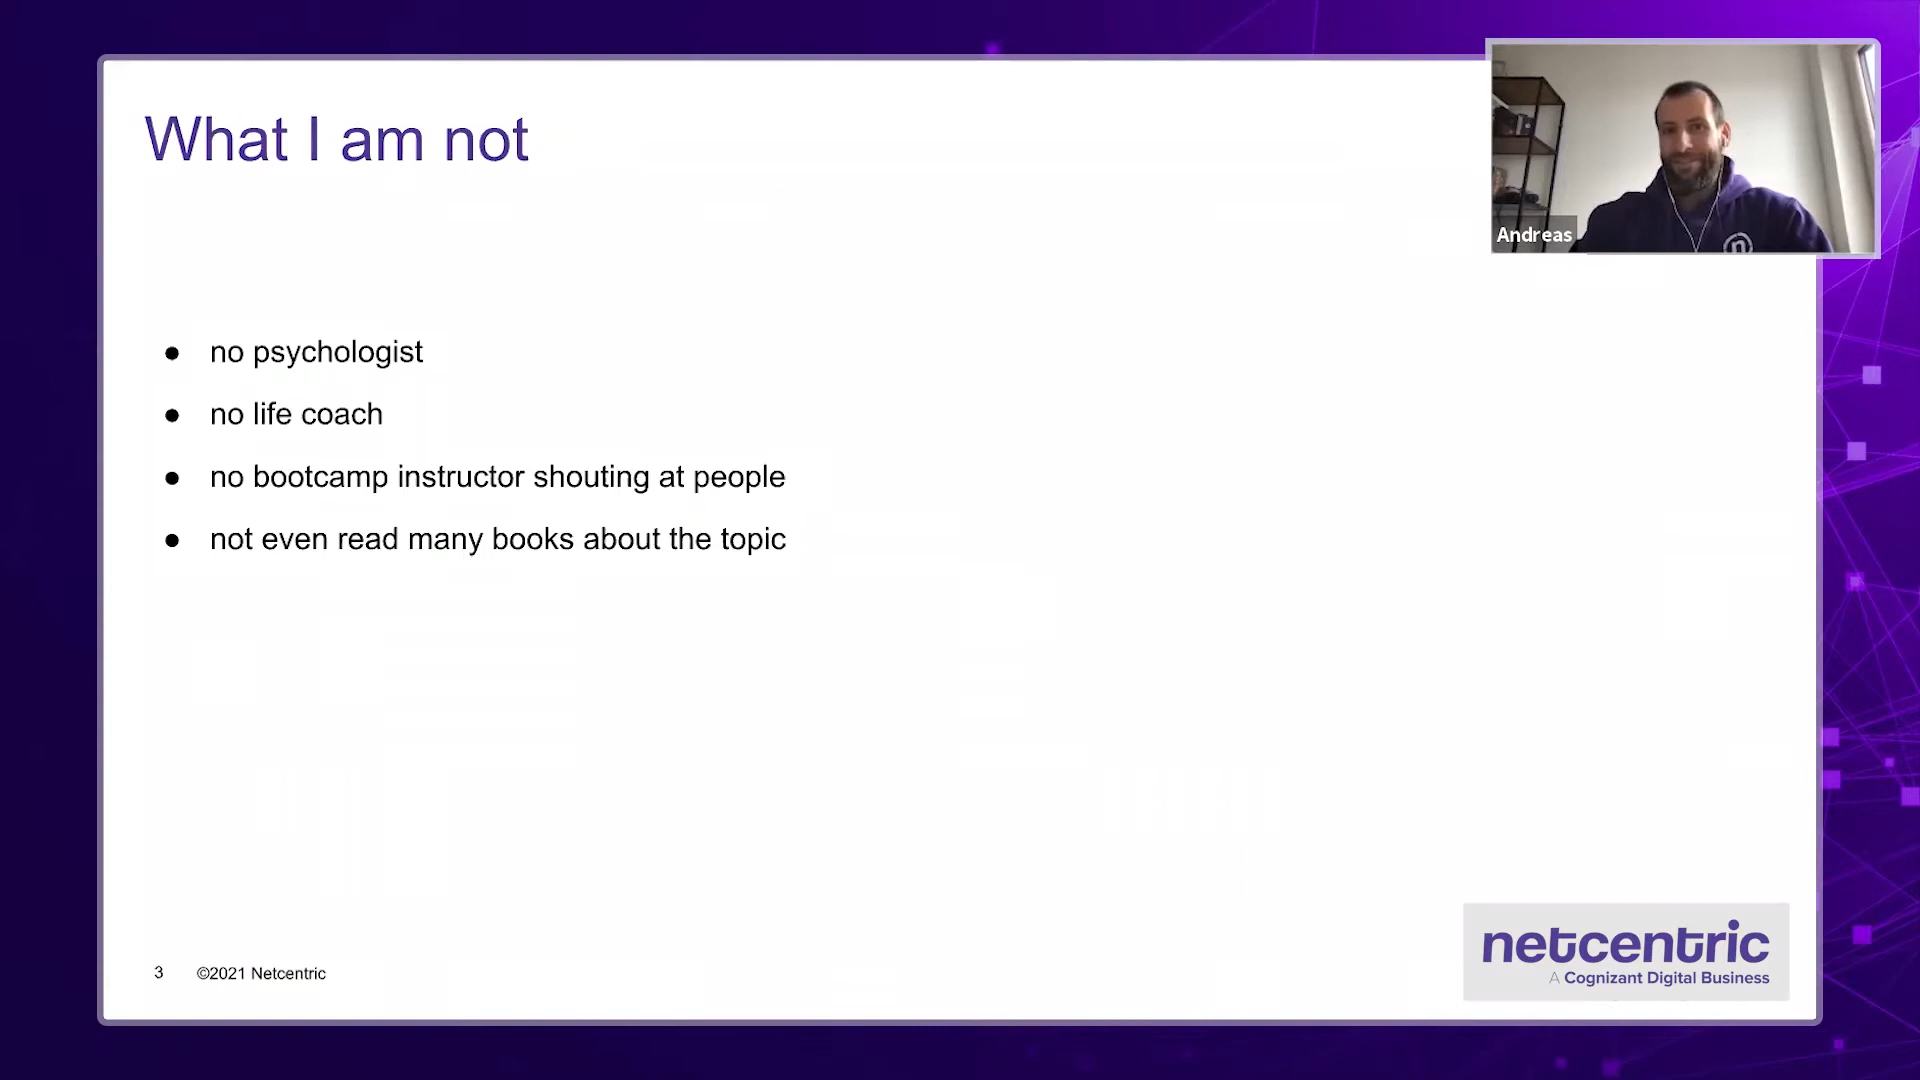 What I am not
Andreas
● no psychologist
● no life coach
● no bootcamp instructor shouting at people
● not even read many books about the topic
3 ©2021 Netcentric
netcentric
A Cognizant Digital Business
n